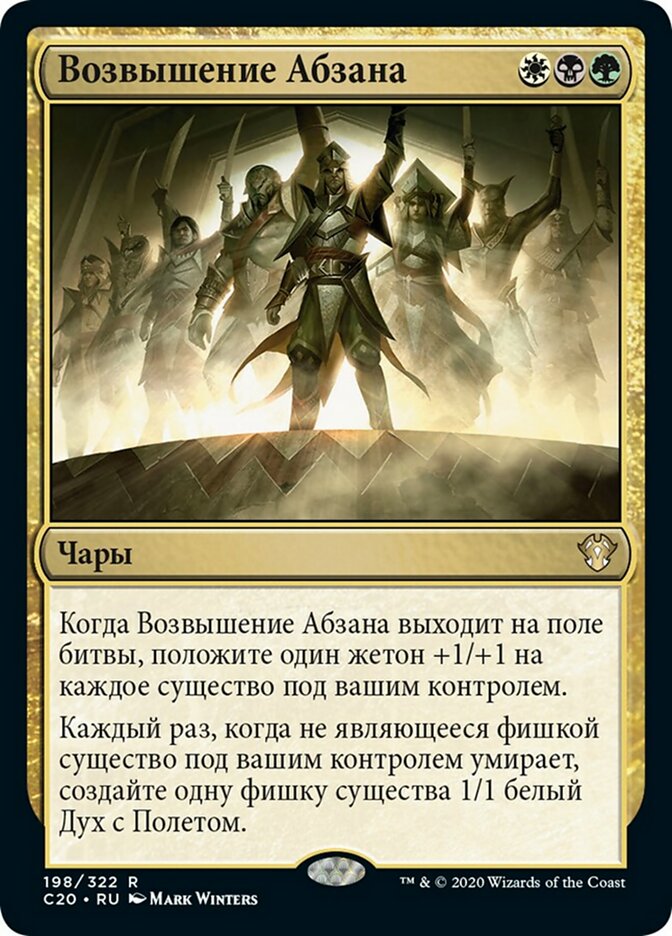 Возвышение Абзана
Чары
Когда Возвышение Абзана выходит на поле
битвы, положите один жетон +1/+1 на
каждое существо под вашим контролем.
Каждый раз, когда не являющееся фишкой
существо под вашим контролем умирает,
создайте одну фишку существа 1/1 белый
Дух с Полетом.
198/322 R
C20 • RU Mark Winters
™ & © 2020 Wizards of the Coast